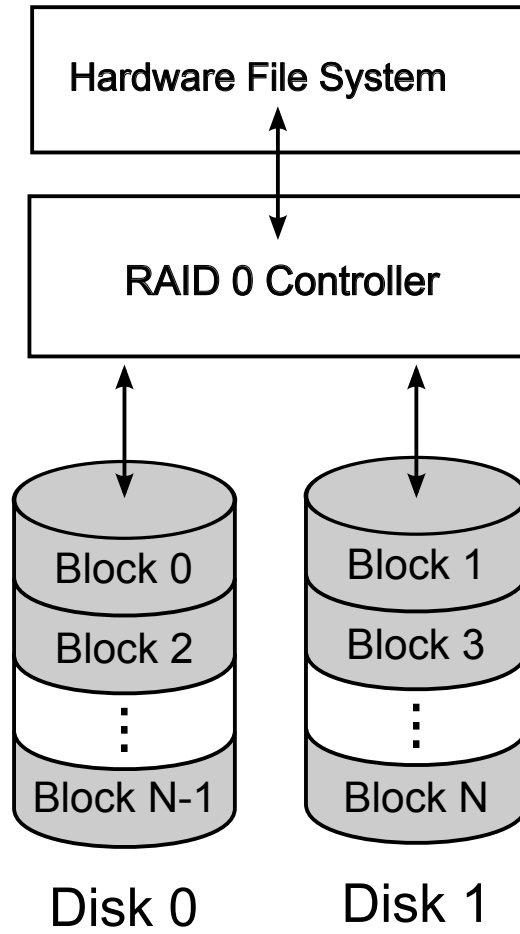 Hardware File System
RAID 0 Controller
Block 0
Block 1
Block 2
Block 3
Block N-1
Block N
Disk 0
Disk 1